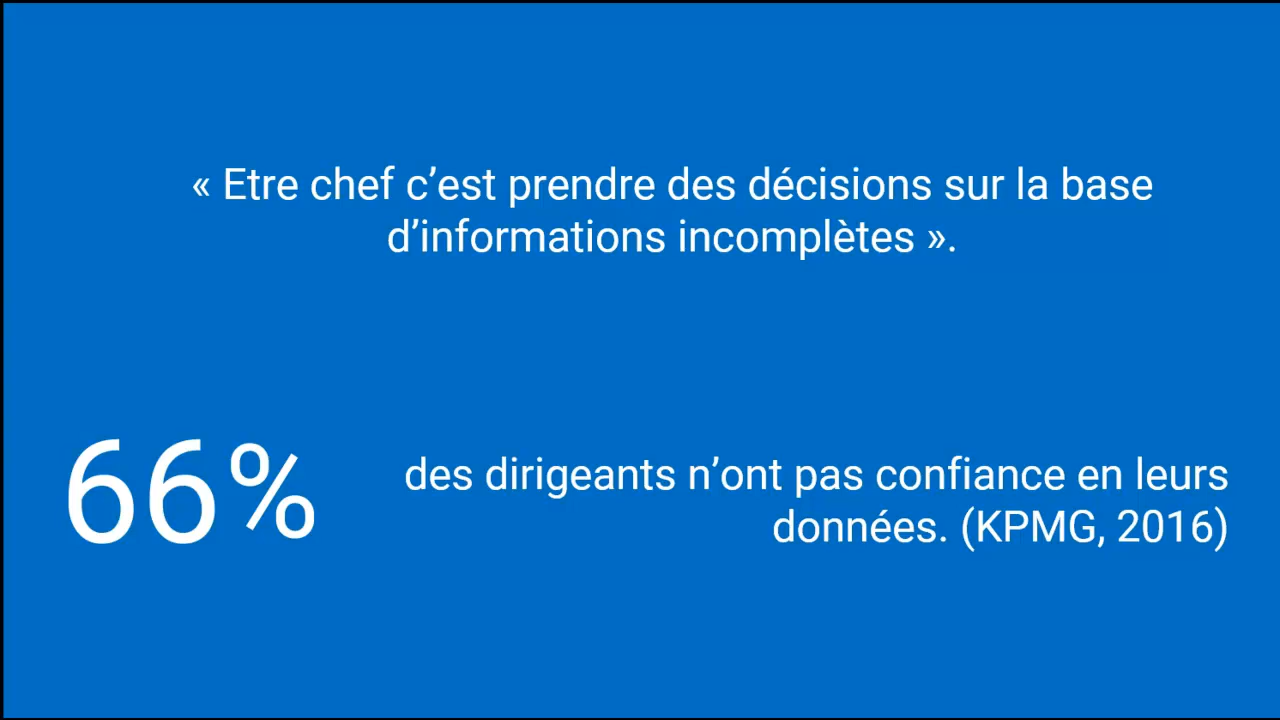 « Etre chef c’est prendre des décisions sur la base
d’informations incomplètes ».
66%
des dirigeants n’ont pas confiance en leurs
données. (KPMG, 2016)